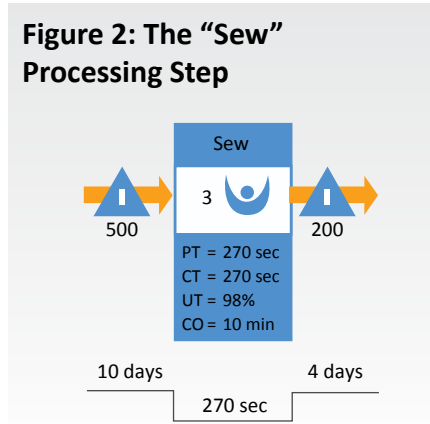 Figure 2: The “Sew”
Processing Step
Sew
I
3
I
500
200
PT = 270 sec
CT = 270 sec
UT = 98%
CO = 10 min
10 days
4 days
270 sec